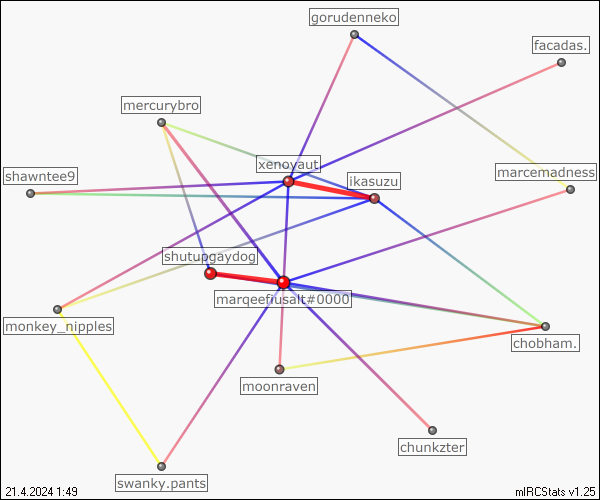 gorudenneko
facadas.
mercurybro
xenoyaut
shawntee9
ikasuzu
marcemadness
shutupgaydog
marqeefiusalt#0000
monkey_nipples
chobham.
moonraven
chunkzter
swanky.pants
21.4.2024 1:49
mIRCStats v1.25